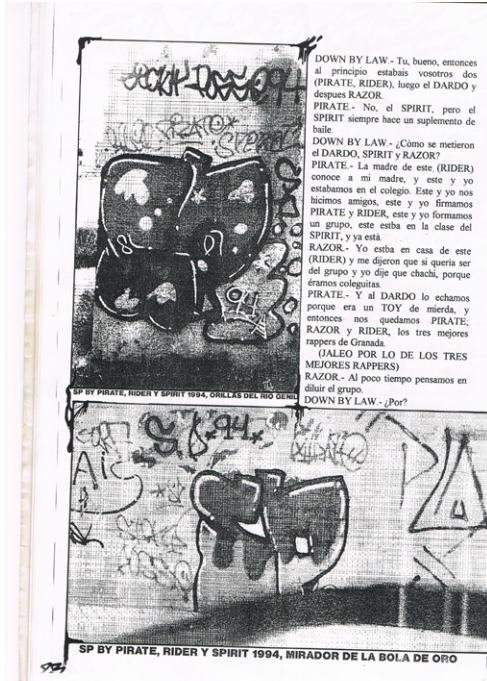 DOWN BY LAW.- Tu, bueno, entonces
al principio estabais vosotros dos
(PIRATE, RIDER), luego el DARDO y
despues RAZOR.
PIRATE.- No, el SPIRIT, pero el
SPIRIT siempre hace un suplemento de
baile.
DOWN BY LAW.- ¿Cómo se metieron
el DARDO, SPIRIT y RAZOR?
PIRATE.- La madre de este (RIDER)
conoce a mi madre, y este y yo
estabamos en el colegio. Este y yo nos
hicimos amigos, este y yo firmamos
PIRATE y RIDER, este y yo formamos
un grupo, este estba en la clase del
SPIRIT, y ya está.
RAZOR.- Yo estba en casa de este
(RIDER) y me dijeron que si queria ser
del grupo y yo dije que chachi, porque
éramos coleguitas.
PIRATE.- Y al DARDO lo echamos
porque era un TOY de mierda, y
entonces nos quedamos PIRATE,
RAZOR y RIDER, los tres mejores
rappers de Granada.
(JALEO POR LO DE LOS TRES
MEJORES RAPPERS)
RAZOR.- Al poco tiempo pensamos en
diluir el grupo.
DOWN BY LAW.- ¿Por?
94
SP BY PIRATE, RIDER Y SPIRIT 1994, ORILLAS DEL RIO GENIL
94
SP BY PIRATE, RIDER Y SPIRIT 1994, MIRADOR DE LA BOLA DE ORO